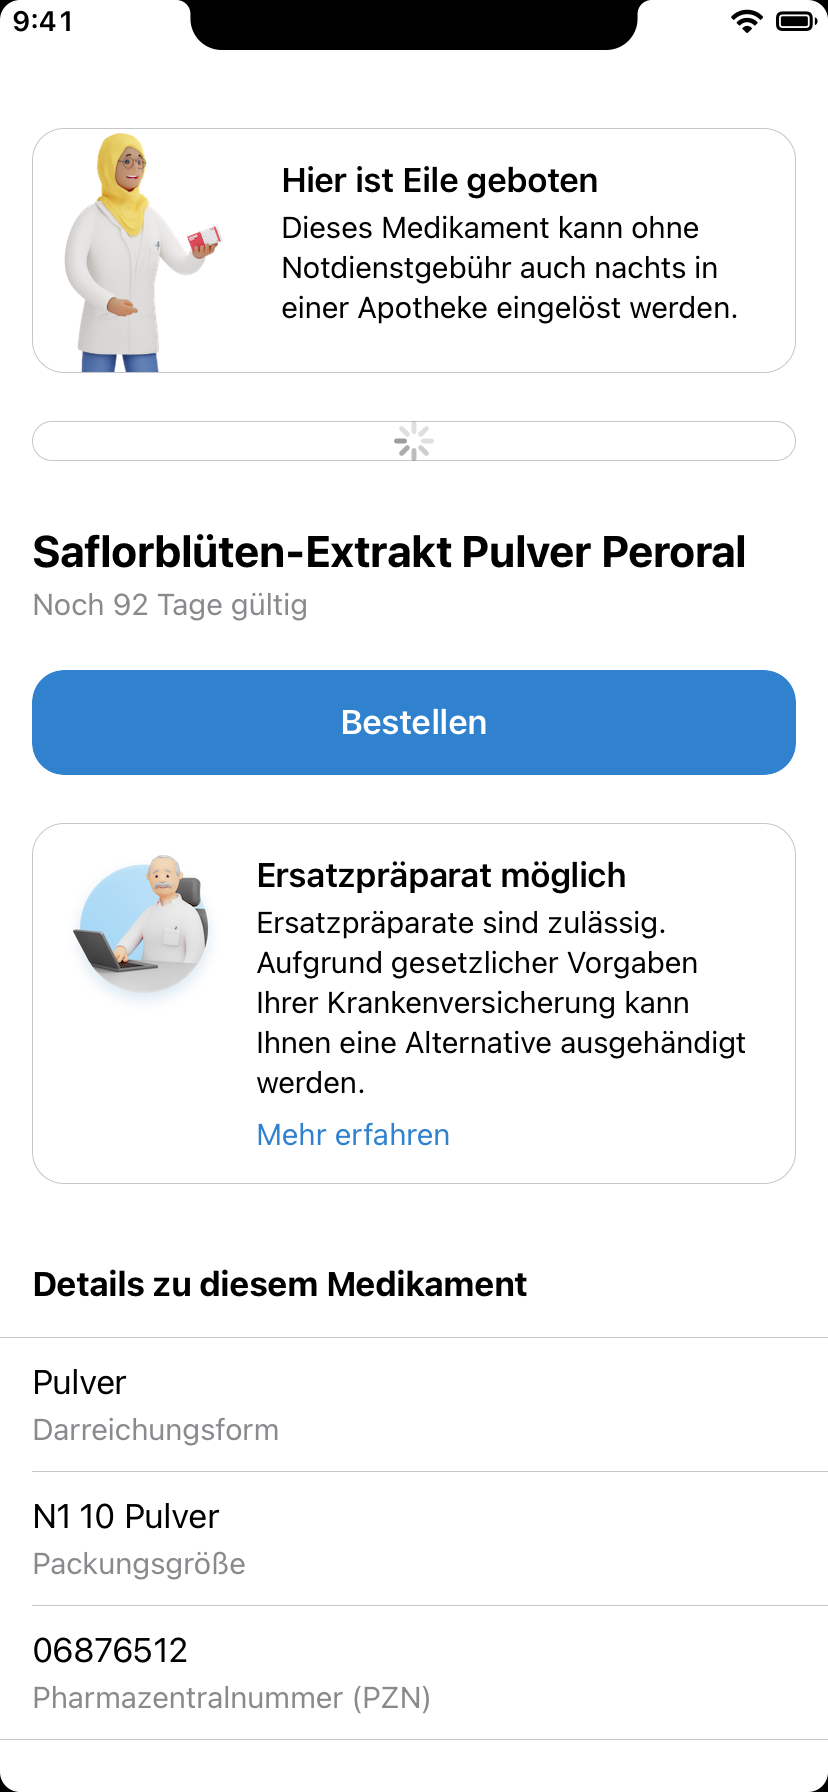 9:41
Hier ist Eile geboten
Dieses Medikament kann ohne
Notdienstgebühr auch nachts in
einer Apotheke eingelöst werden.
Saflorblüten-Extrakt Pulver Peroral
Noch 92 Tage gültig
Bestellen
Ersatzpräparat möglich
Ersatzpräparate sind zulässig.
Aufgrund gesetzlicher Vorgaben
Ihrer Krankenversicherung kann
Ihnen eine Alternative ausgehändigt
werden.
Mehr erfahren
Details zu diesem Medikament
Pulver
Darreichungsform
N1 10 Pulver
Packungsgröße
06876512
Pharmazentralnummer (PZN)